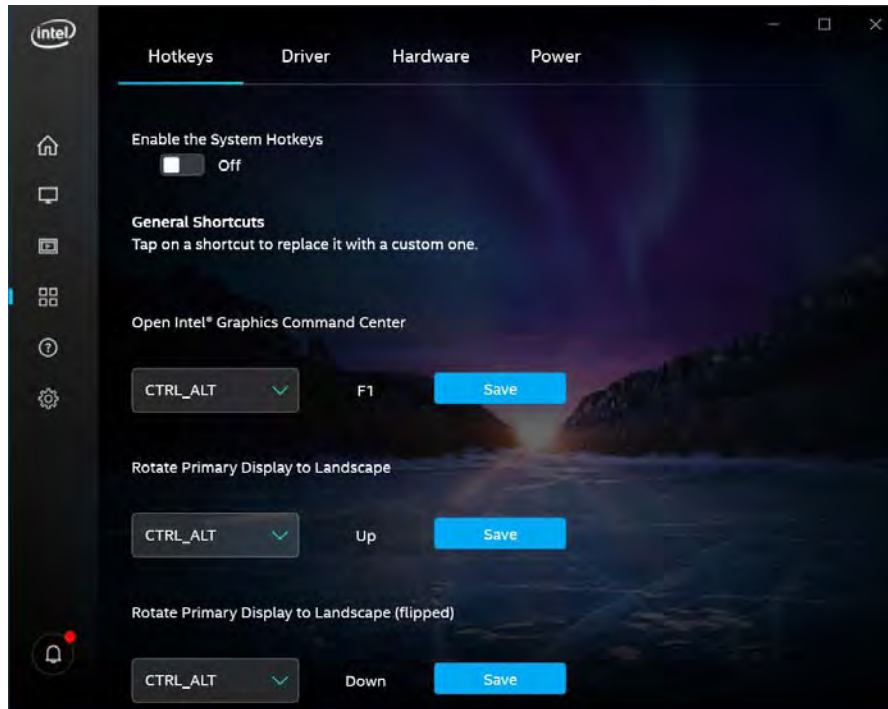 intel
Hotkeys Driver Hardware Power
Enable the System Hotkeys
Off
General Shortcuts
Tap on a shortcut to replace it with a custom one.
Open Intel® Graphics Command Center
CTRL_ALT F1 Save
Rotate Primary Display to Landscape
CTRL_ALT Up Save
Rotate Primary Display to Landscape (flipped)
CTRL_ALT Down Save